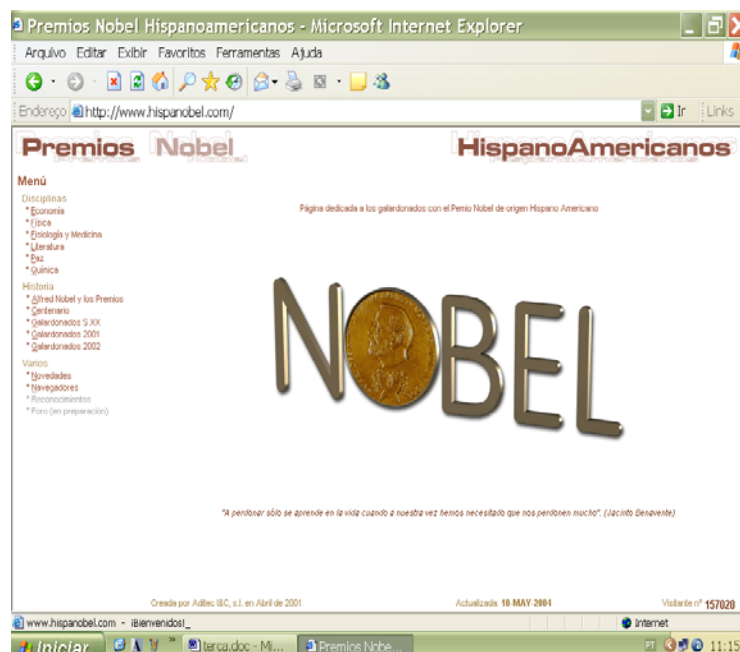 Premios Nobel Hispanoamericanos - Microsoft Internet Explorer
Arquivo Editar Exibir Favoritos Ferramentas Ajuda
Endereço http://www.hispanobel.com/ Ir Links
Premios Nobel HispanoAmericanos
Menú
Disciplinas
* Economía
* Física
* Fisiología y Medicina
* Literatura
* Paz
* Química
Historia
* Alfred Nobel y los Premios
* Centenario
* Galardonados S.XX
* Galardonados 2001
* Galardonados 2002
Varios
* Novedades
* Navegadores
* Reconocimientos
* Foro (en preparación)
Página dedicada a los galardonados con el Pemio Nobel de origen Hispano Americano
NOBEL
"A perdonar sólo se aprende en la vida cuando a nuestra vez hemos necesitado que nos perdonen mucho". (Jacinto Benavente)
Creada por Aditec I&C, s.l. en Abril de 2001 Actualizada: 10-MAY-2004 Visitante nº 157020
www.hispanobel.com - ¡Bienvenidos!_ Internet
Iniciar » terca.doc - Mi... Premios Nobe... PT 11:15